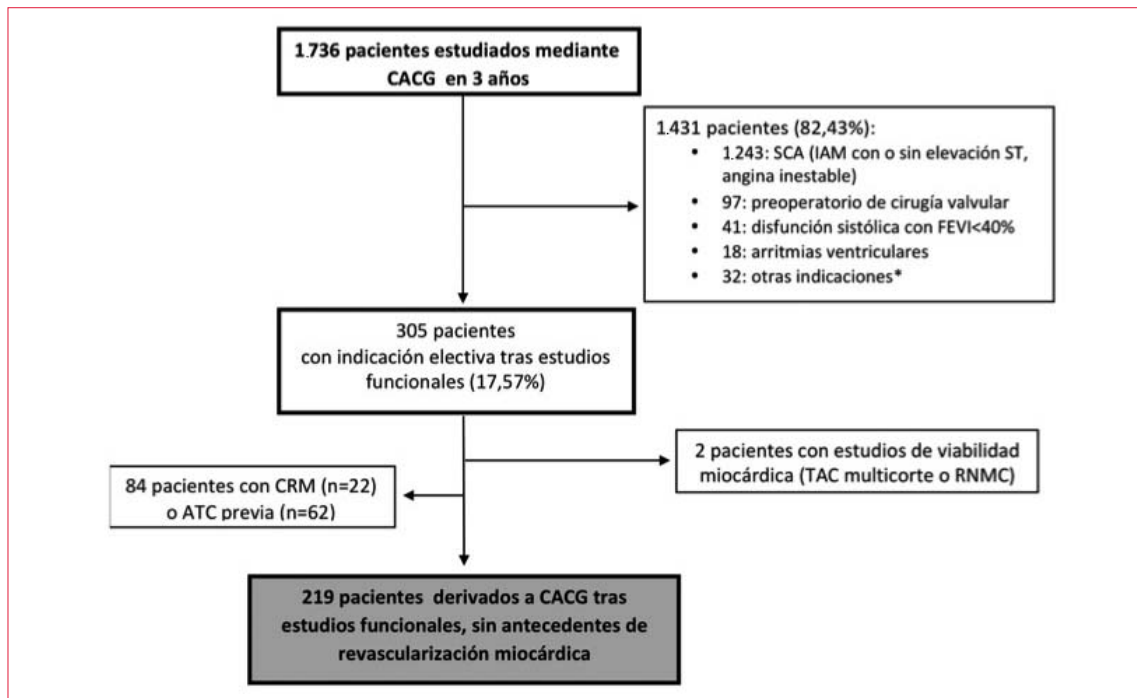 1.736 pacientes estudiados mediante
CACG en 3 años
1.431 pacientes (82,43%):
• 1.243: SCA (IAM con o sin elevación ST,
angina inestable)
• 97: preoperatorio de cirugía valvular
• 41: disfunción sistólica con FEVI<40%
• 18: arritmias ventriculares
• 32: otras indicaciones*
305 pacientes
con indicación electiva tras estudios
funcionales (17,57%)
2 pacientes con estudios de viabilidad
miocárdica (TAC multicorte o RNMC)
84 pacientes con CRM (n=22)
o ATC previa (n=62)
219 pacientes derivados a CACG tras
estudios funcionales, sin antecedentes de
revascularización miocárdica